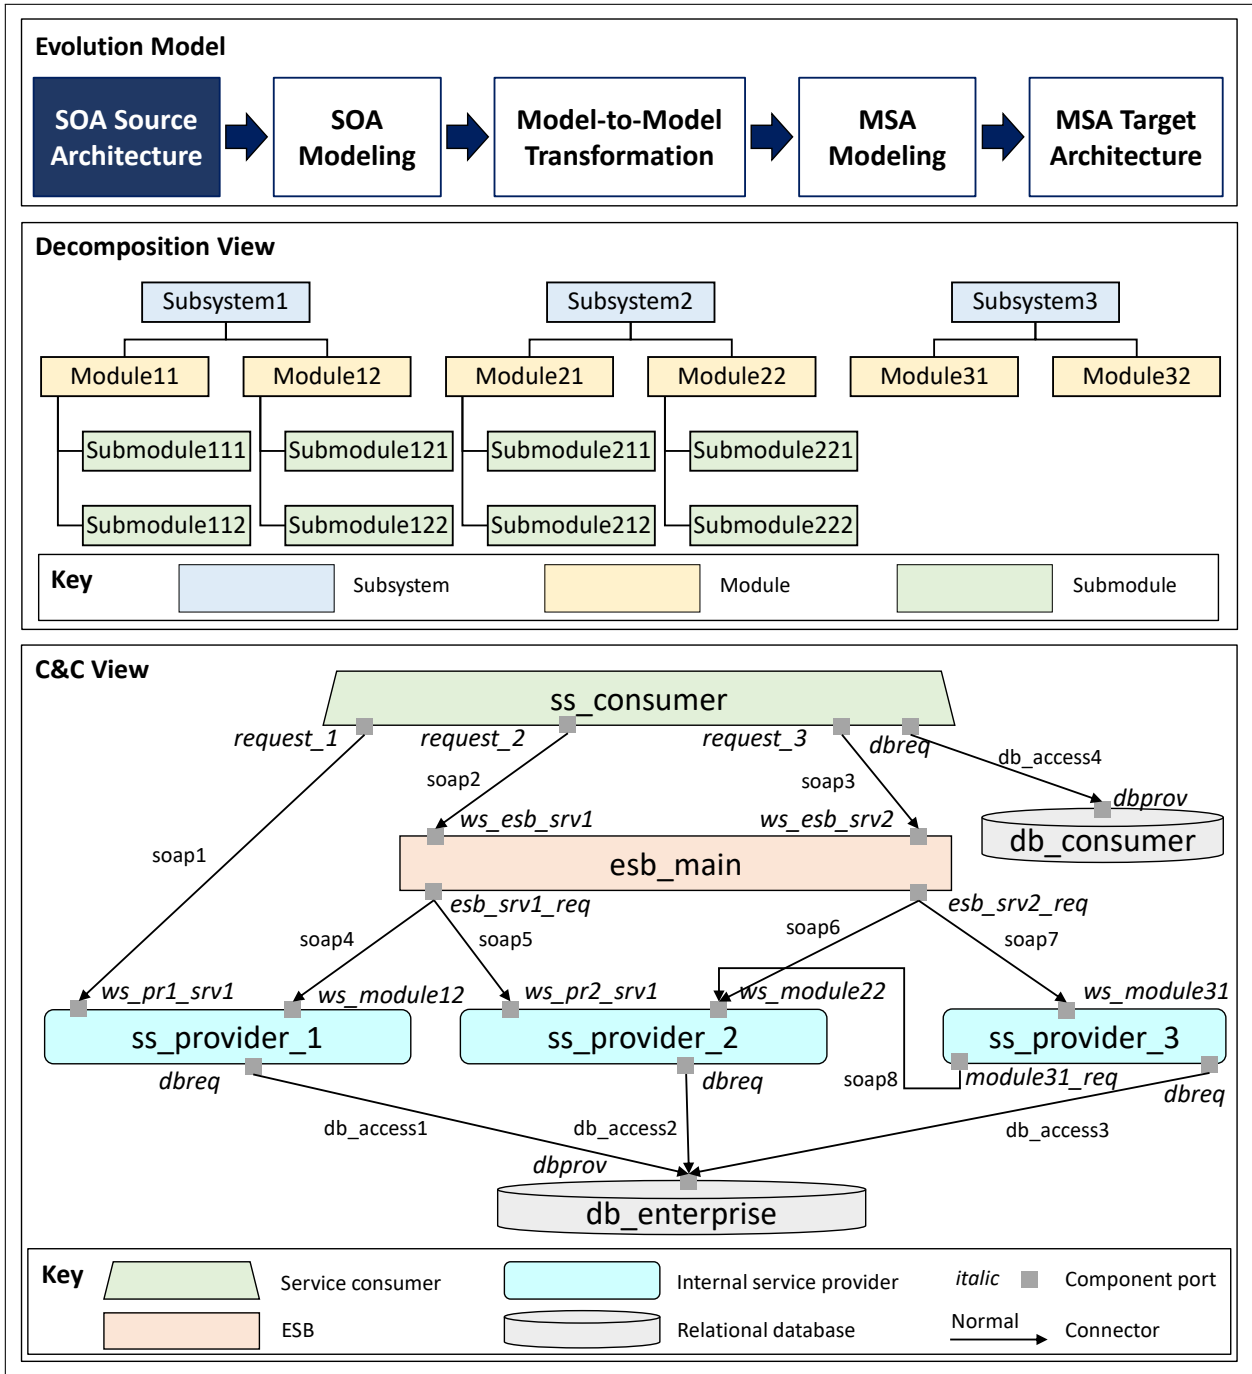 Evolution Model
SOA Source
Architecture
SOA
Modeling
Model-to-Model
Transformation
MSA
Modeling
MSA Target
Architecture
Decomposition View
Subsystem1
Subsystem2
Subsystem3
Module11
Module12
Module21
Module22
Module31
Module32
Submodule111
Submodule121
Submodule211
Submodule221
Submodule112
Submodule122
Submodule212
Submodule222
Key
Subsystem
Module
Submodule
C&C View
ss_consumer
request_1
request_2
request_3
dbreq
soap2
soap3
db_access4
dbprov
ws_esb_srv1
ws_esb_srv2
db_consumer
soap1
esb_main
esb_srv1_req
esb_srv2_req
soap4
soap5
soap6
soap7
ws_pr1_srv1
ws_module12
ws_pr2_srv1
ws_module22
ws_module31
ss_provider_1
ss_provider_2
ss_provider_3
dbreq
dbreq
soap8
module31_req
dbreq
db_access1
db_access2
db_access3
dbprov
db_enterprise
Key
Service consumer
Internal service provider
italic
Component port
ESB
Relational database
Normal
Connector